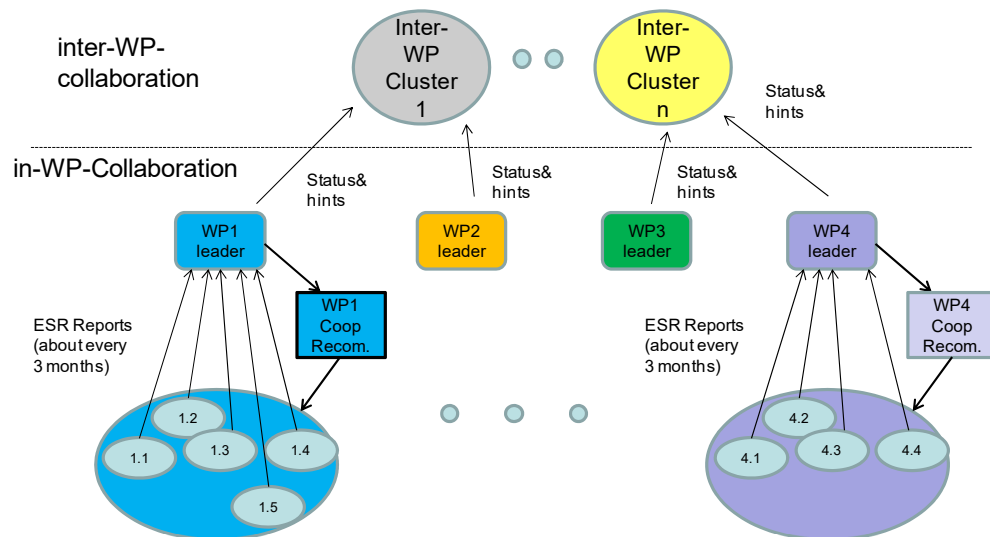 inter-WP-
collaboration
Inter-
WP
Cluster
1
Inter-
WP
Cluster
n
Status&
hints
in-WP-Collaboration
Status&
hints
Status&
hints
Status&
hints
WP1
leader
WP2
leader
WP3
leader
WP4
leader
WP1
Coop
Recom.
WP4
Coop
Recom.
ESR Reports
(about every
3 months)
ESR Reports
(about every
3 months)
1.2
1.1
1.3
1.4
1.5
4.2
4.1
4.3
4.4